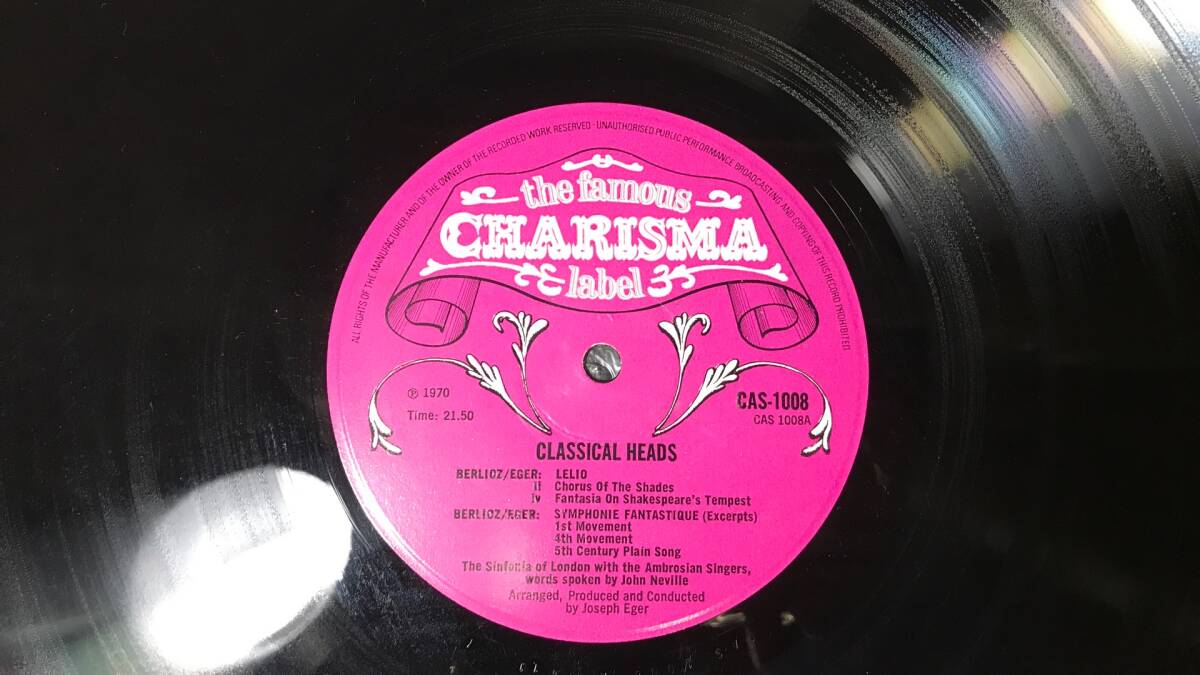 ALL RIGHTS OF THE MANUFACTURER AND OF THE OWNER OF THE RECORDED WORK RESERVED · UNAUTHORISED PUBLIC PERFORMANCE BROADCASTING AND COPYING OF THIS RECORD PROHIBITED
the famous
CHARISMA
label
℗ 1970
Time: 21.50
CAS-1008
CAS 1008A
CLASSICAL HEADS
BERLIOZ/EGER: LELIO
ii Chorus Of The Shades
iv Fantasia On Shakespeare's Tempest
BERLIOZ/EGER: SYMPHONIE FANTASTIQUE (Excerpts)
1st Movement
4th Movement
5th Century Plain Song
The Sinfonia of London with the Ambrosian Singers,
words spoken by John Neville
Arranged, Produced and Conducted
by Joseph Eger